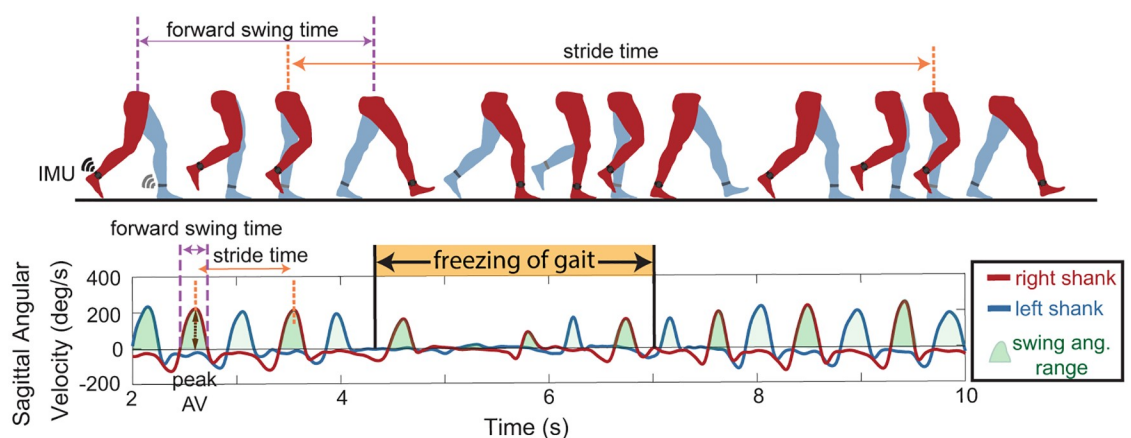 forward swing time
stride time
IMU
forward swing time
stride time
freezing of gait
Sagittal Angular
Velocity (deg/s)
400
200
0
-200
peak
AV
2
4
6
8
10
Time (s)
right shank
left shank
swing ang.
range